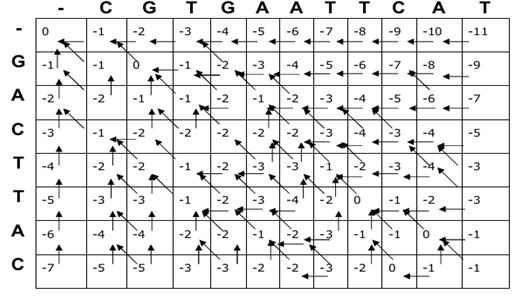 - C G T G A A T T C A T
- 0 -1 -2 -3 -4 -5 -6 -7 -8 -9 -10 -11
G -1 -1 0 -1 -2 -3 -4 -5 -6 -7 -8 -9
A -2 -2 -1 -1 -2 -1 -2 -3 -4 -5 -6 -7
C -3 -1 -2 -2 -2 -2 -2 -3 -4 -3 -4 -5
T -4 -2 -2 -1 -2 -3 -3 -1 -2 -3 -4 -3
T -5 -3 -3 -1 -2 -3 -4 -2 0 -1 -2 -3
A -6 -4 -4 -2 -2 -1 -2 -3 -1 -1 0 -1
C -7 -5 -5 -3 -3 -2 -2 -3 -2 0 -1 -1